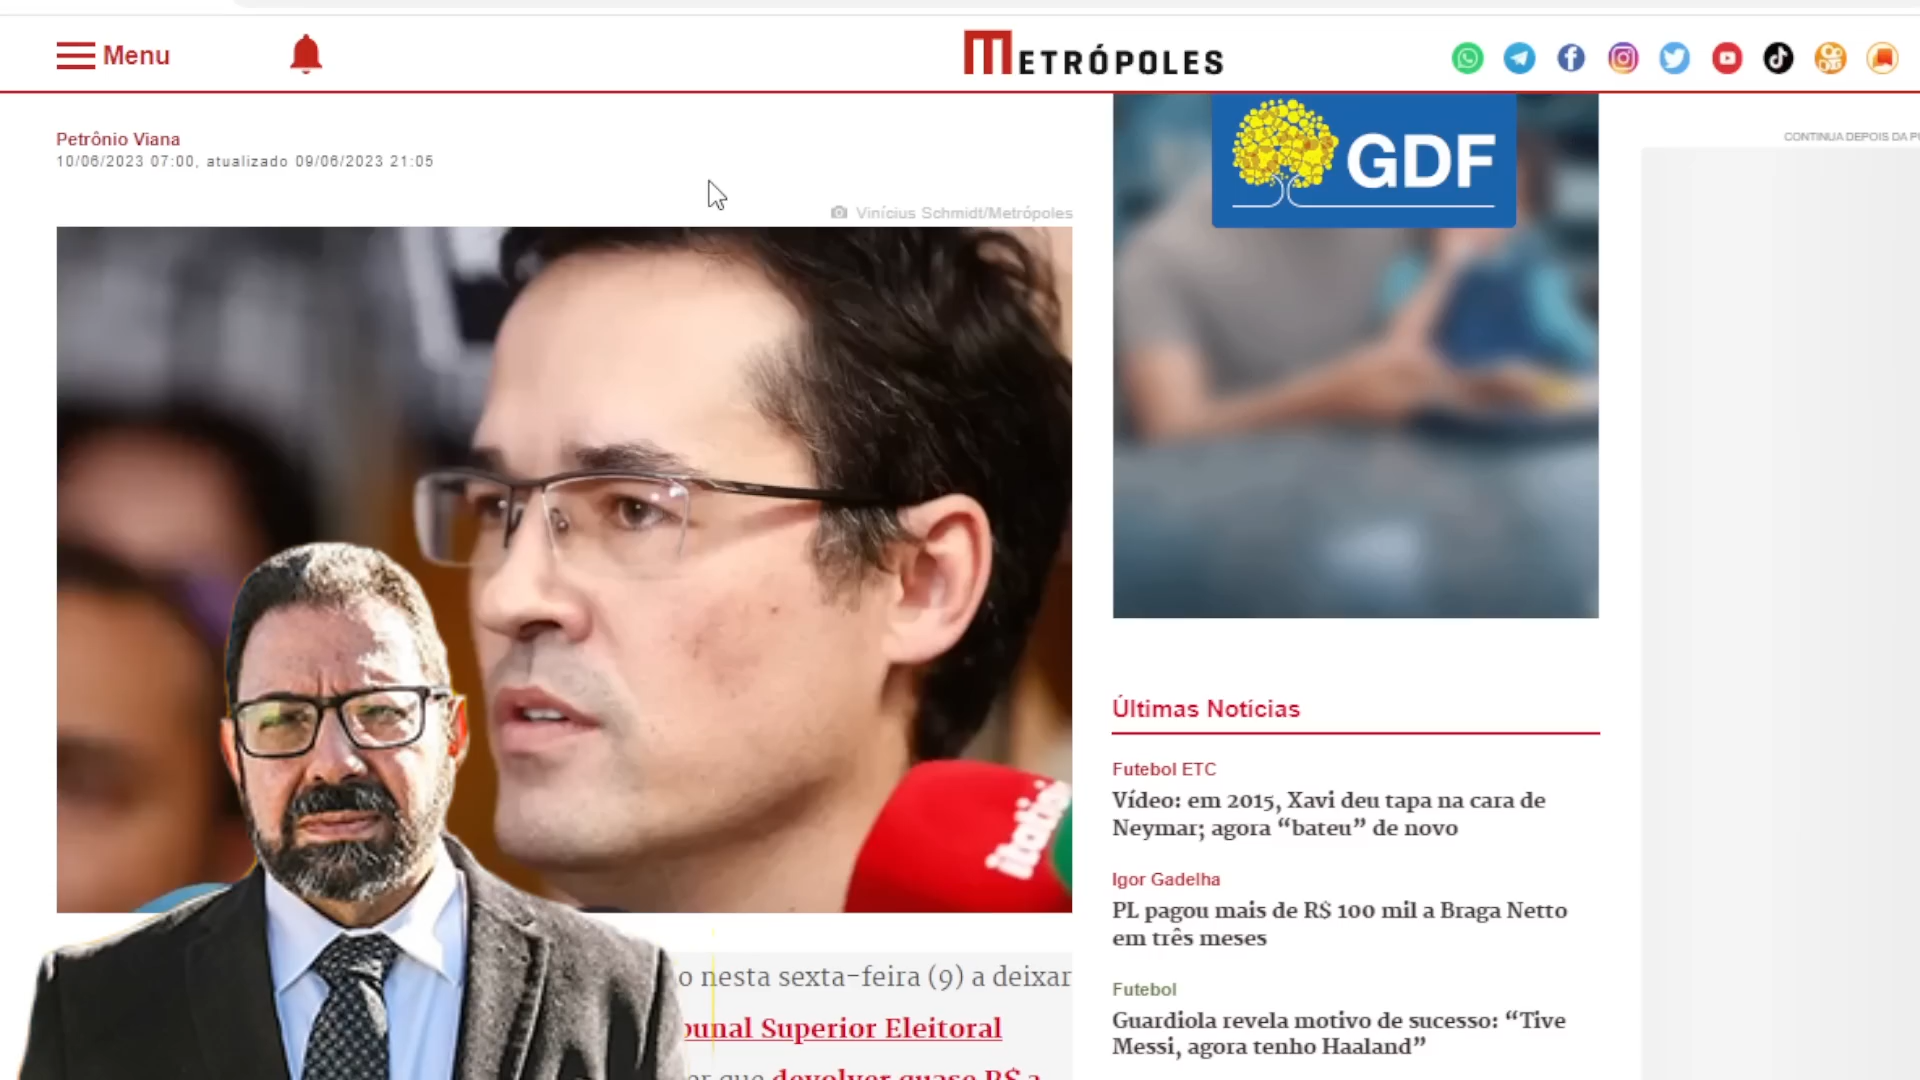 Menu
METRÓPOLES
Petrônio Viana
10/06/2023 07:00, atualizado 09/06/2023 21:05
Vinícius Schmidt/Metrópoles
GDF
CONTINUA DEPOIS DA
Últimas Notícias
Futebol ETC
Vídeo: em 2015, Xavi deu tapa na cara de
Neymar; agora “bateu” de novo
Igor Gadelha
PL pagou mais de R$ 100 mil a Braga Netto
em três meses
Futebol
Guardiola revela motivo de sucesso: “Tive
Messi, agora tenho Haaland”
o nesta sexta-feira (9) a deixar
bunal Superior Eleitoral
er que devolver quase R$ a